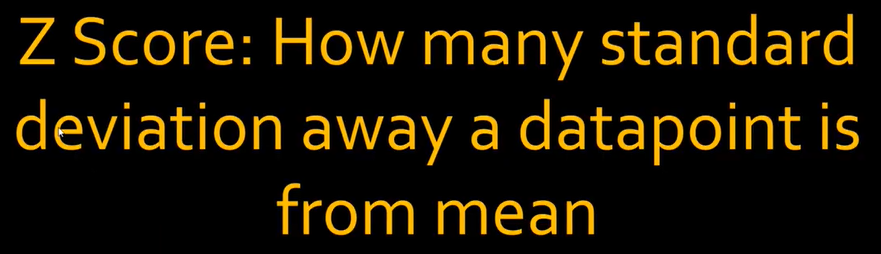 Z Score: How many standard
deviation away a datapoint is
from mean